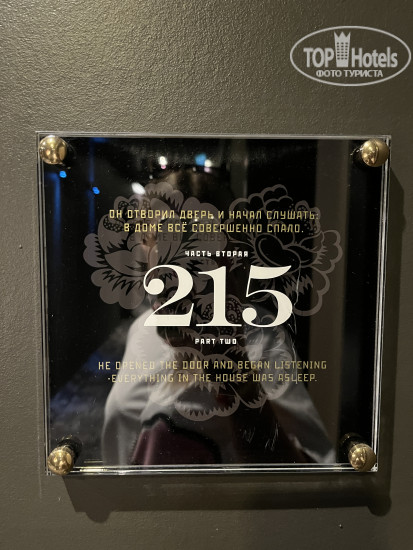 TOP Hotels
ФОТО ТУРИСТА
ОН ОТВОРИЛ ДВЕРЬ И НАЧАЛ СЛУШАТЬ:
В ДОМЕ ВСЁ СОВЕРШЕННО СПАЛО.
ЧАСТЬ ВТОРАЯ
215
PART TWO
HE OPENED THE DOOR AND BEGAN LISTENING
-EVERYTHING IN THE HOUSE WAS ASLEEP.